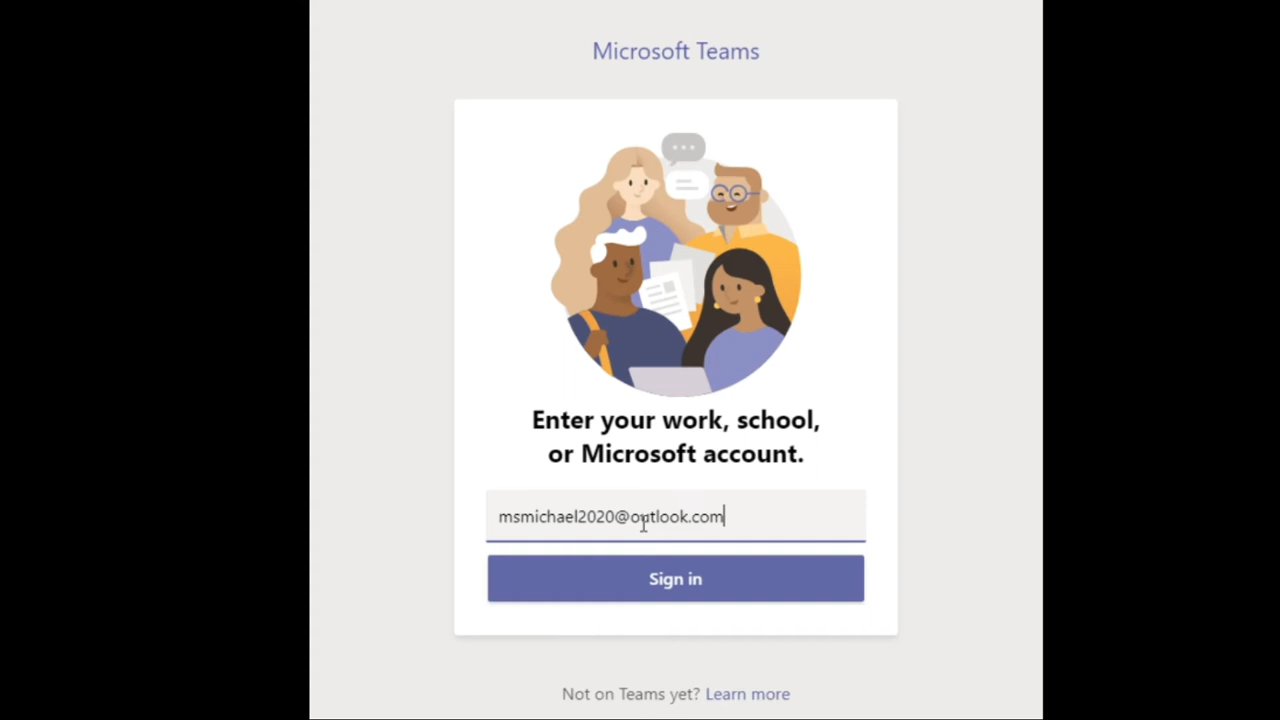 Microsoft Teams
Enter your work, school,
or Microsoft account.
msmichael2020@outlook.com
Sign in
Not on Teams yet? Learn more